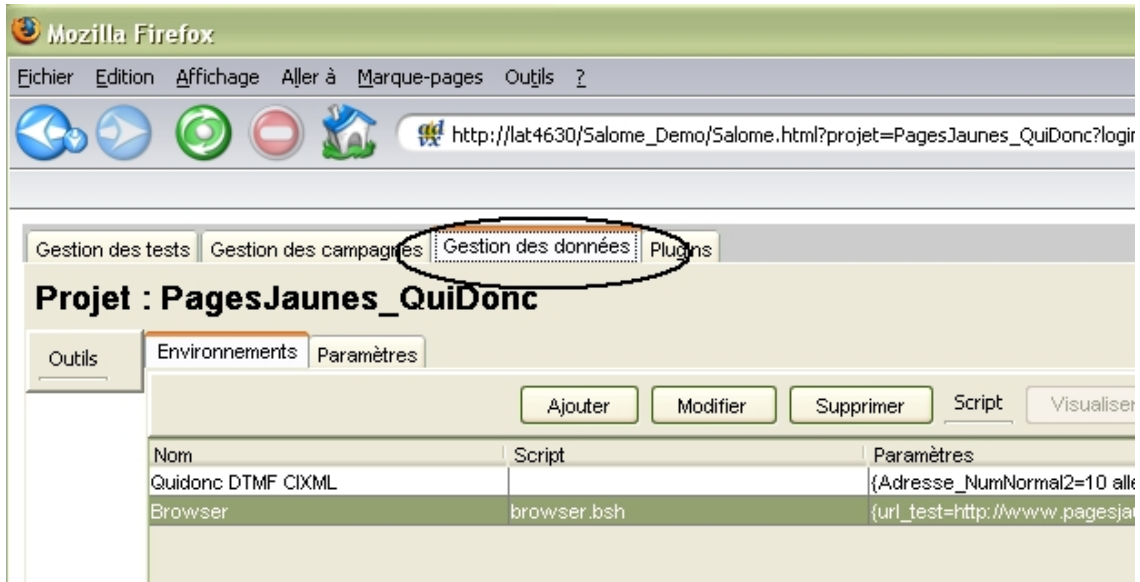 Mozilla Firefox
Fichier Edition Affichage Aller à Marque-pages Outils ?
http://lat4630/Salome_Demo/Salome.html?projet=PagesJaunes_QuiDonc?login
Gestion des tests Gestion des campagnes Gestion des données Plugins
Projet : PagesJaunes_QuiDonc
Outils Environnements Paramètres
Ajouter Modifier Supprimer Script Visualiser
Nom Script Paramètres
Quidonc DTMF CIXML {Adresse_NumNormal2=10 alle
Browser browser.bsh {url_test=http://www.pagesjau